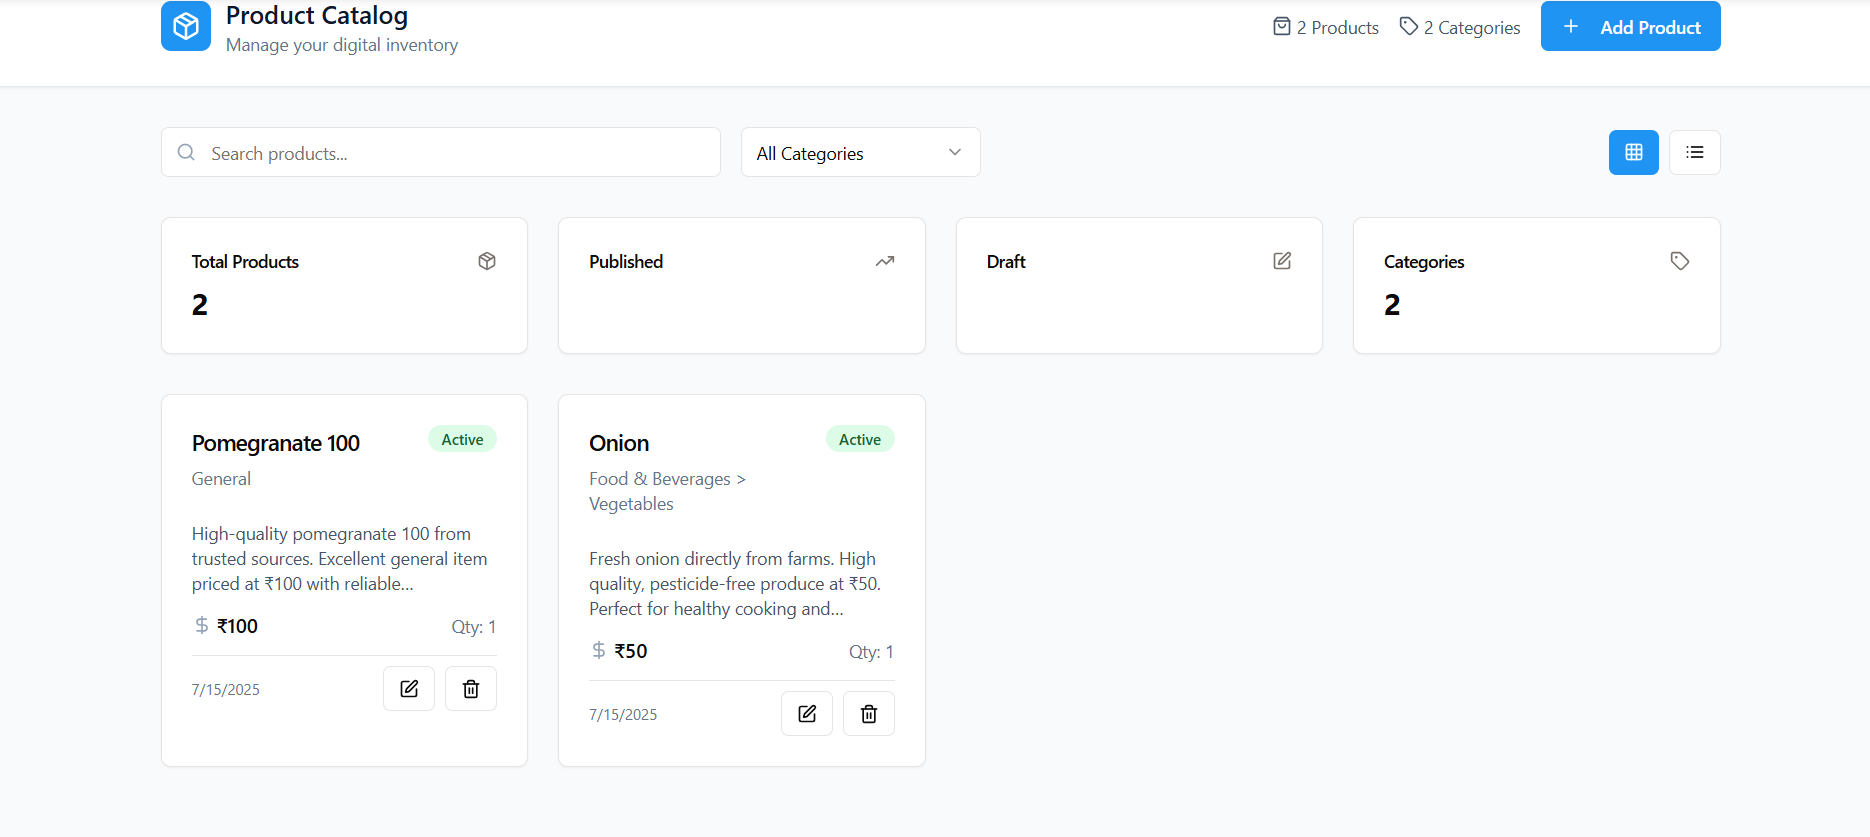 Product Catalog
Manage your digital inventory
2 Products
2 Categories
+ Add Product
Search products...
All Categories
Total Products
2
Published
Draft
Categories
2
Pomegranate 100
Active
General
High-quality pomegranate 100 from
trusted sources. Excellent general item
priced at ₹100 with reliable...
$ ₹100
Qty: 1
7/15/2025
Onion
Active
Food & Beverages >
Vegetables
Fresh onion directly from farms. High
quality, pesticide-free produce at ₹50.
Perfect for healthy cooking and...
$ ₹50
Qty: 1
7/15/2025